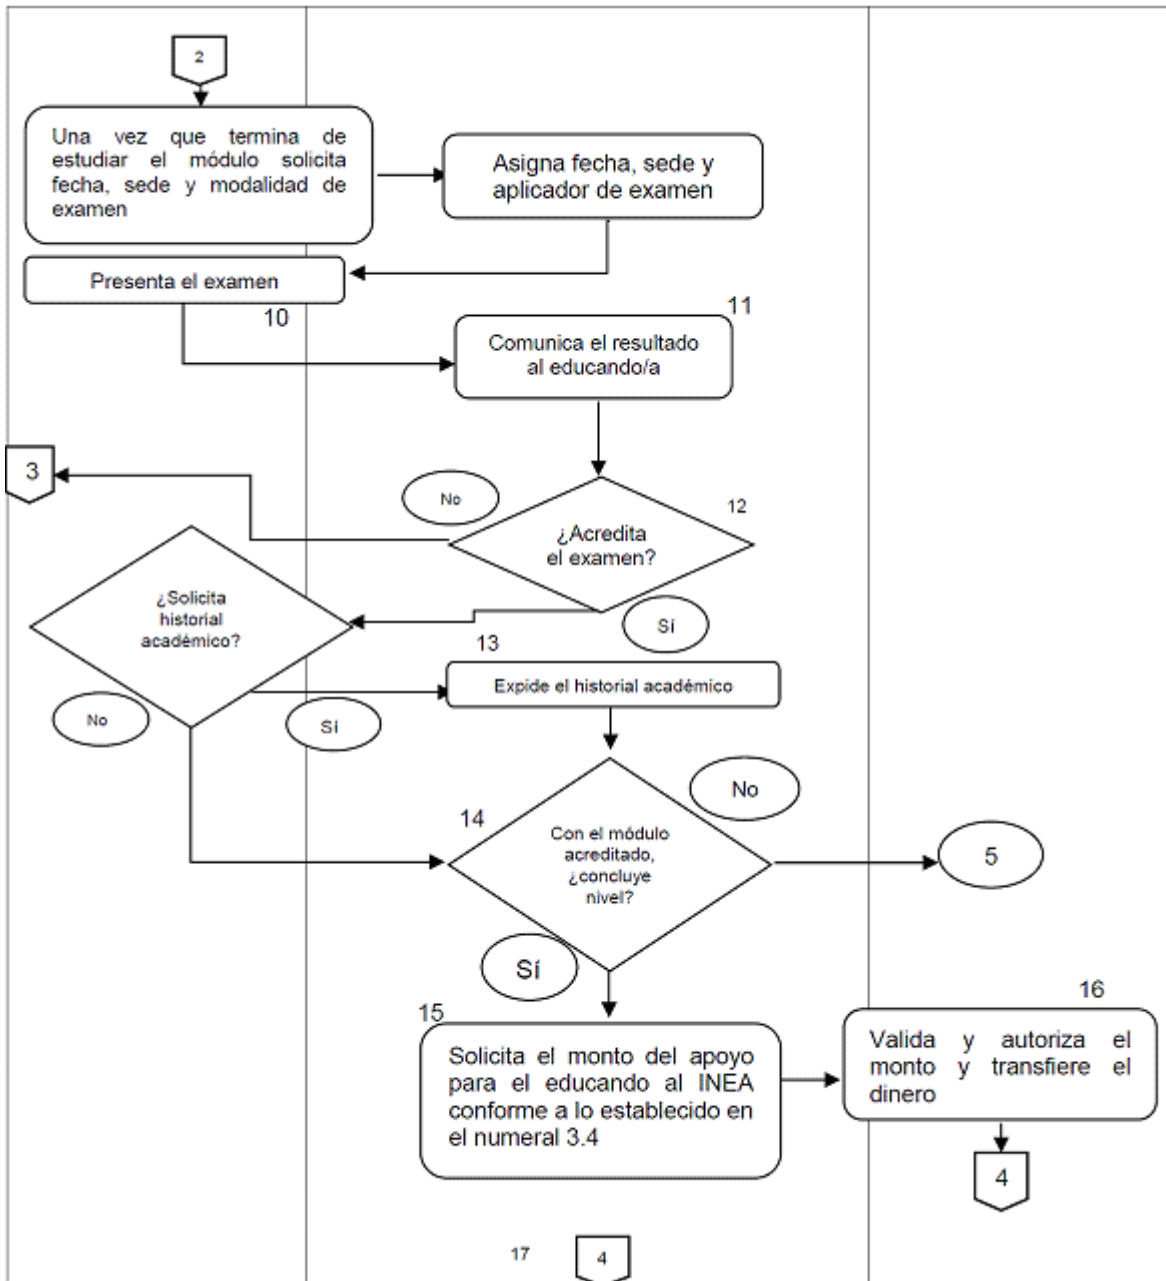 2
Una vez que termina de
estudiar el módulo solicita
fecha, sede y modalidad de
examen
Asigna fecha, sede y
aplicador de examen
Presenta el examen
10
11
Comunica el resultado
al educando/a
3
No
12
¿Acredita
el examen?
¿Solicita
historial
académico?
Sí
13
Expide el historial académico
No
Sí
No
14
Con el módulo
acreditado,
¿concluye
nivel?
5
Sí
15
16
Solicita el monto del apoyo
para el educando al INEA
conforme a lo establecido en
el numeral 3.4
Valida y autoriza el
monto y transfiere el
dinero
4
17
4